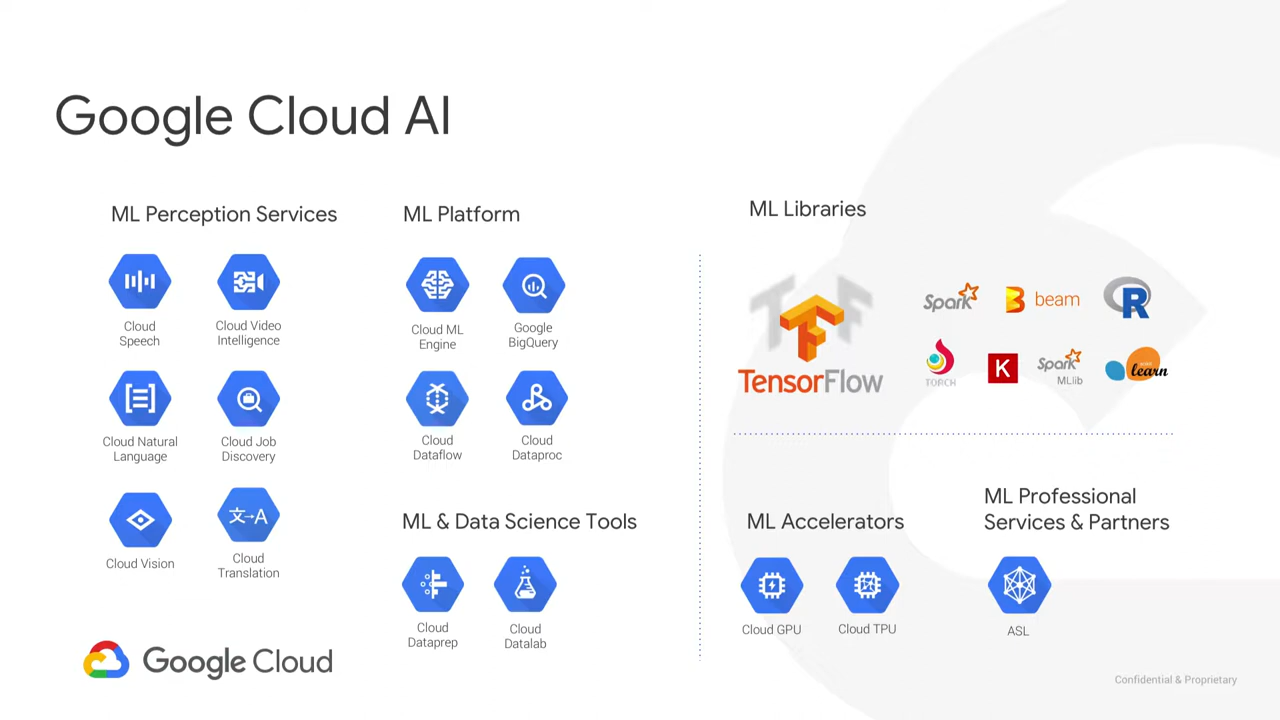 Google Cloud AI
ML Perception Services
Cloud
Speech
Cloud Video
Intelligence
Cloud Natural
Language
Cloud Job
Discovery
Cloud Vision
文→A
Cloud
Translation
ML Platform
Cloud ML
Engine
Google
BigQuery
Cloud
Dataflow
Cloud
Dataproc
ML & Data Science Tools
Cloud
Dataprep
Cloud
Datalab
ML Libraries
TensorFlow
Spark
beam
R
TORCH
K
Spark
MLlib
learn
ML Accelerators
Cloud GPU
Cloud TPU
ML Professional
Services & Partners
ASL
Google Cloud
Confidential & Proprietary